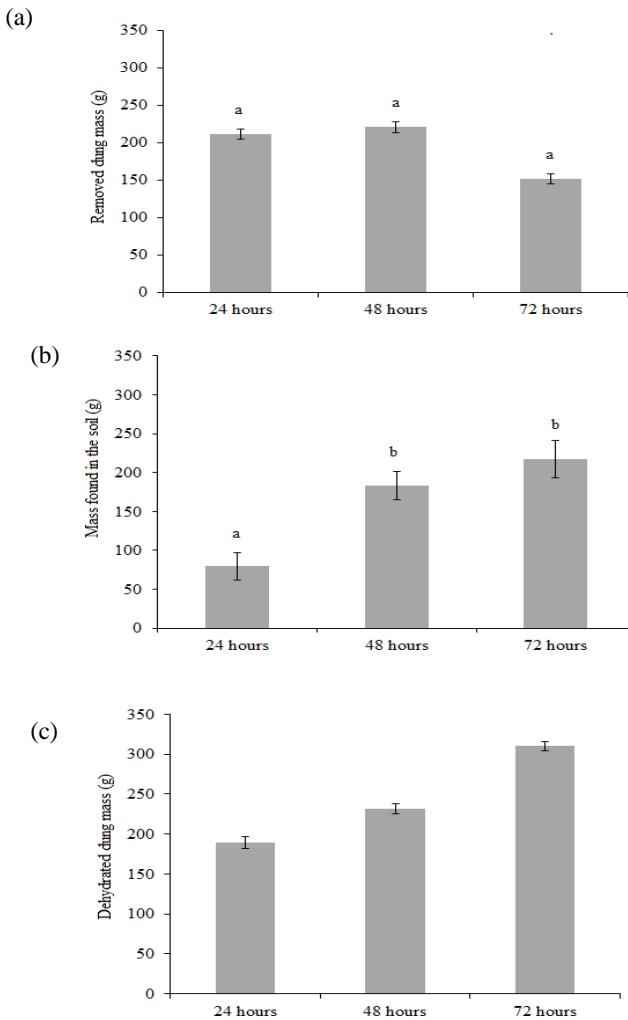 (a)
Removed dung mass (g)
350
300
250
200
150
100
50
0
a
a
a
24 hours
48 hours
72 hours
(b)
Mass found in the soil (g)
350
300
250
200
150
100
50
0
a
b
b
24 hours
48 hours
72 hours
(c)
Dehydrated dung mass (g)
350
300
250
200
150
100
50
0
24 hours
48 hours
72 hours